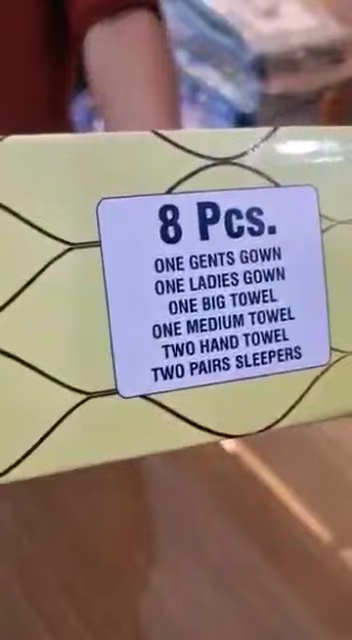 8 Pcs.
ONE GENTS GOWN
ONE LADIES GOWN
ONE BIG TOWEL
ONE MEDIUM TOWEL
TWO HAND TOWEL
TWO PAIRS SLEEPERS